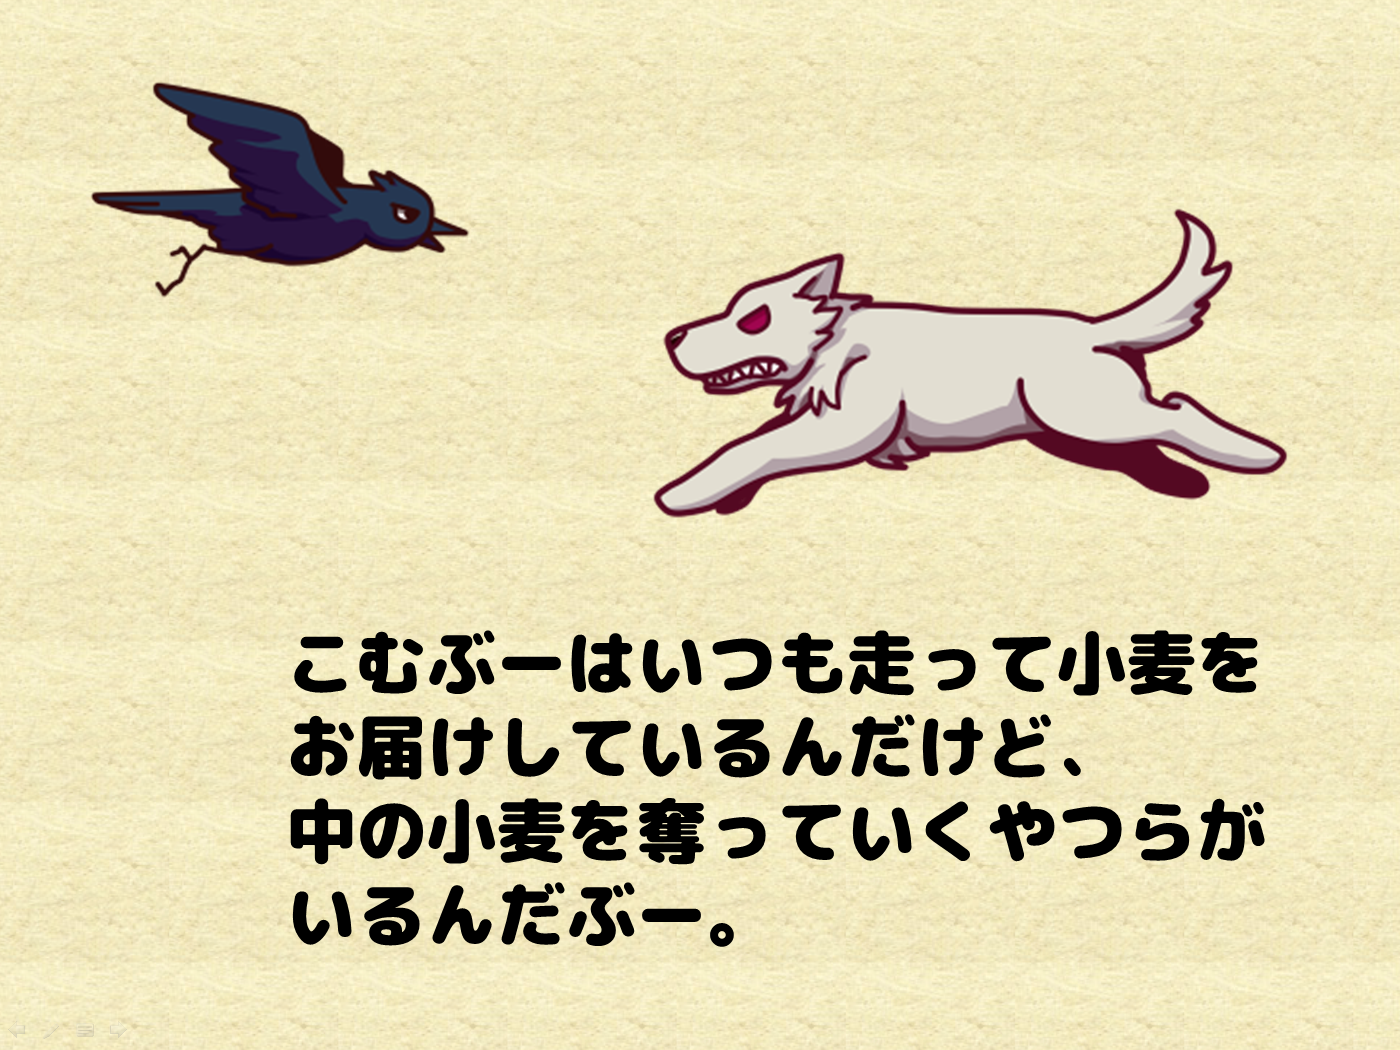 こむぶーはいつも走って小麦を
お届けしているんだけど、
中の小麦を奪っていくやつらが
いるんだぶー。